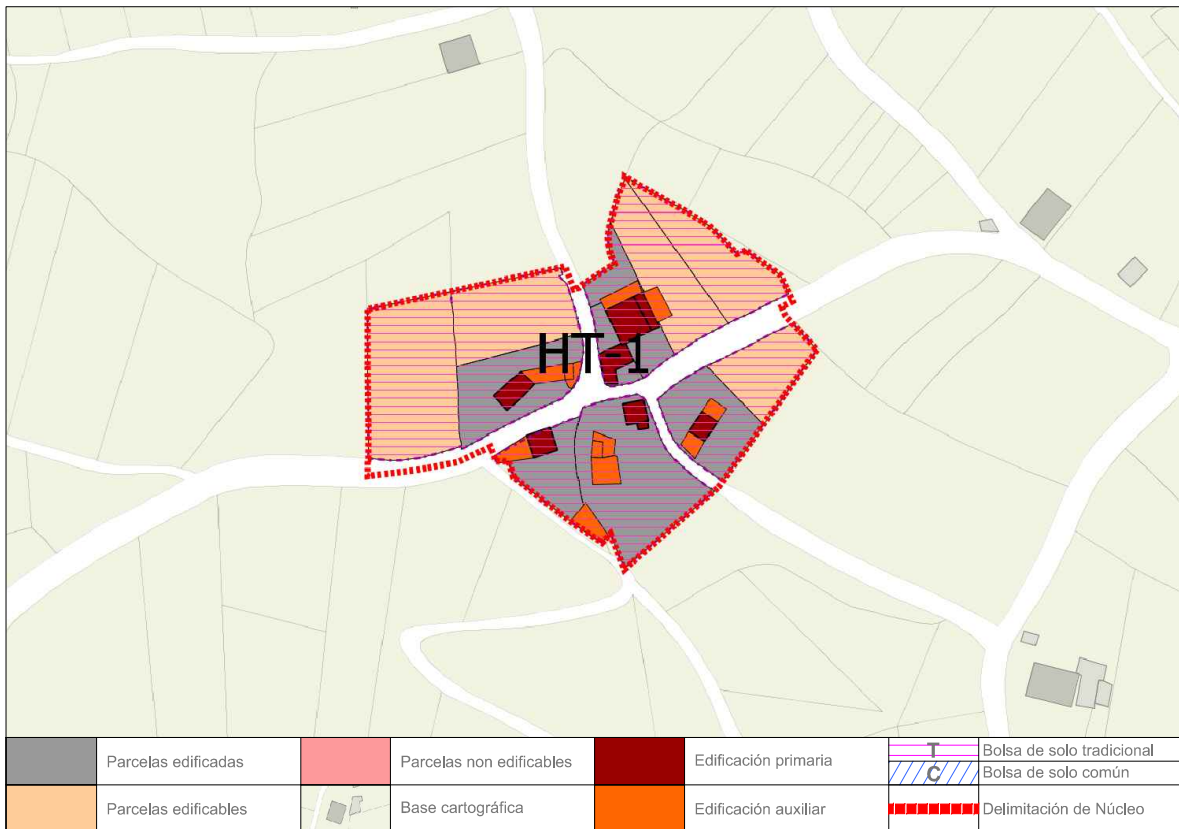 HT-1
Parcelas edificadas
Parcelas non edificables
Edificación primaria
T
Bolsa de solo tradicional
C
Bolsa de solo común
Parcelas edificables
Base cartográfica
Edificación auxiliar
Delimitación de Núcleo